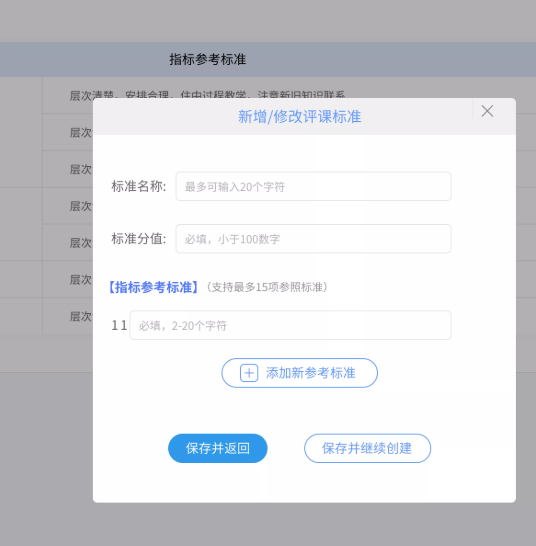 指标参考标准
层次清楚，安排合理，住中过程教学，注意新旧知识联系
层次
新增/修改评课标准
层次
标准名称:
最多可输入20个字符
层次
标准分值:
必填，小于100数字
层次
层次
【指标参考标准】（支持最多15项参照标准）
层次
11
必填，2-20个字符
添加新参考标准
保存并返回
保存并继续创建